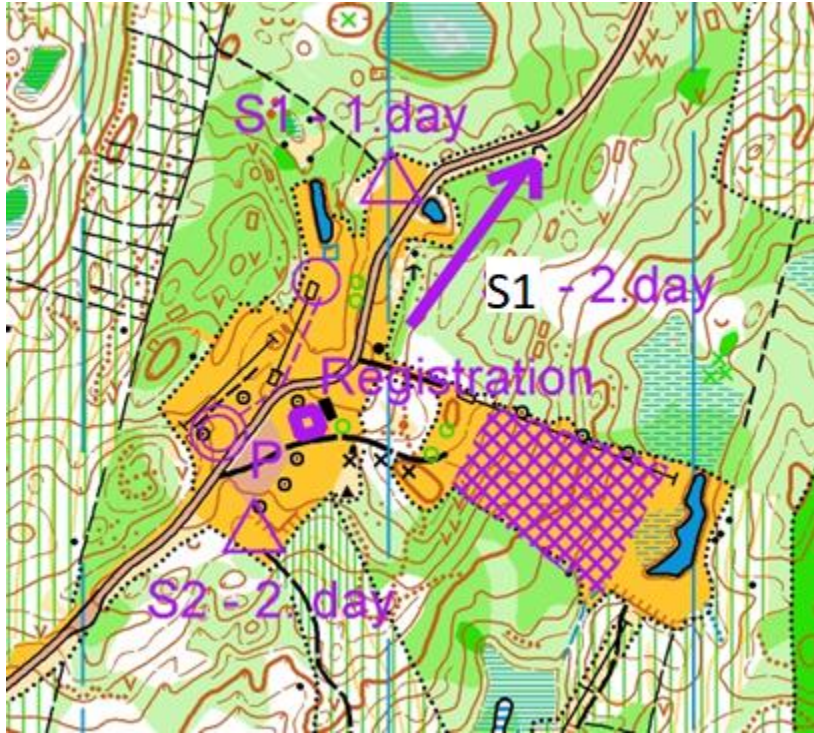 S1 - 1.day
S1 - 2.day
Registration
P
S2 - 2. day